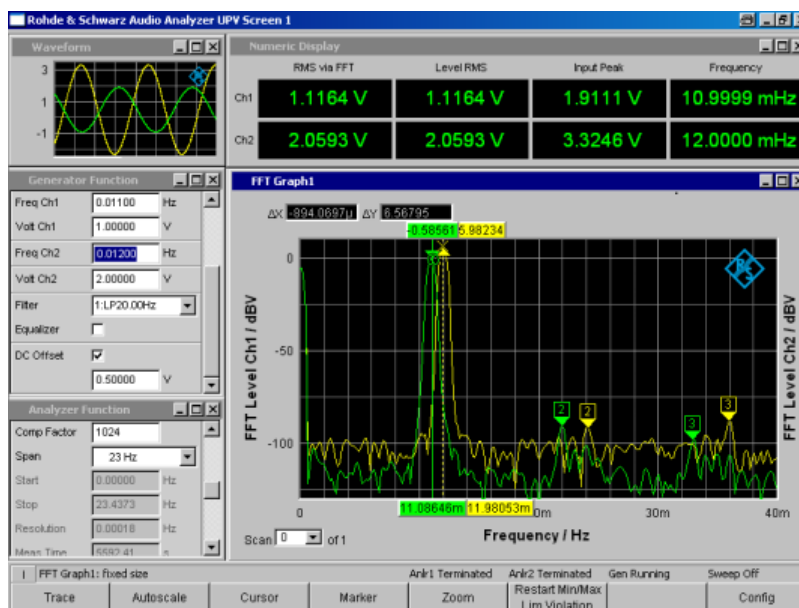 Rohde & Schwarz Audio Analyzer UPV Screen 1
Waveform
3
1
-1
Numeric Display
RMS via FFT Level RMS Input Peak Frequency
Ch1 1.1164 V 1.1164 V 1.9111 V 10.9999 mHz
Ch2 2.0593 V 2.0593 V 3.3246 V 12.0000 mHz
Generator Function
Freq Ch1 0.01100 Hz
Volt Ch1 1.00000 V
Freq Ch2 0.01200 Hz
Volt Ch2 2.00000 V
Filter 1:LP20.00Hz
Equalizer
DC Offset
0.50000 V
Analyzer Function
Comp Factor 1024
Span 23 Hz
Start 0.00000 Hz
Stop 23.4373 Hz
Resolution 0.00018 Hz
Meas Time 5592.41 s
FFT Graph1
ΔX -894.0697µ ΔY 6.56795
-0.58561 5.98234
FFT Level Ch1 / dBV
0
-50
-100
2 2 3 3
FFT Level Ch2 / dBV
11.08646m 11.98053m
0 0m 30m 40m
Frequency / Hz
Scan 0 of 1
FFT Graph1: fixed size Anlr1 Terminated Anlr2 Terminated Gen Running Sweep Off
Trace Autoscale Cursor Marker Zoom Restart Min/Max Config
Lim Violation